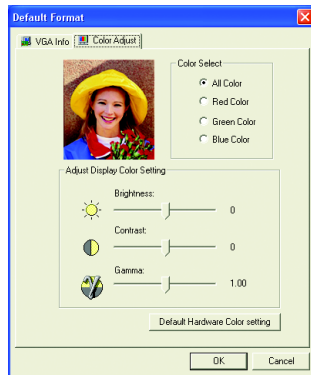 Default Format
VGA Info
Color Adjust
Color Select
All Color
Red Color
Green Color
Blue Color
Adjust Display Color Setting
Brightness:
0
Contrast:
0
Gamma:
1.00
Default Hardware Color setting
OK
Cancel